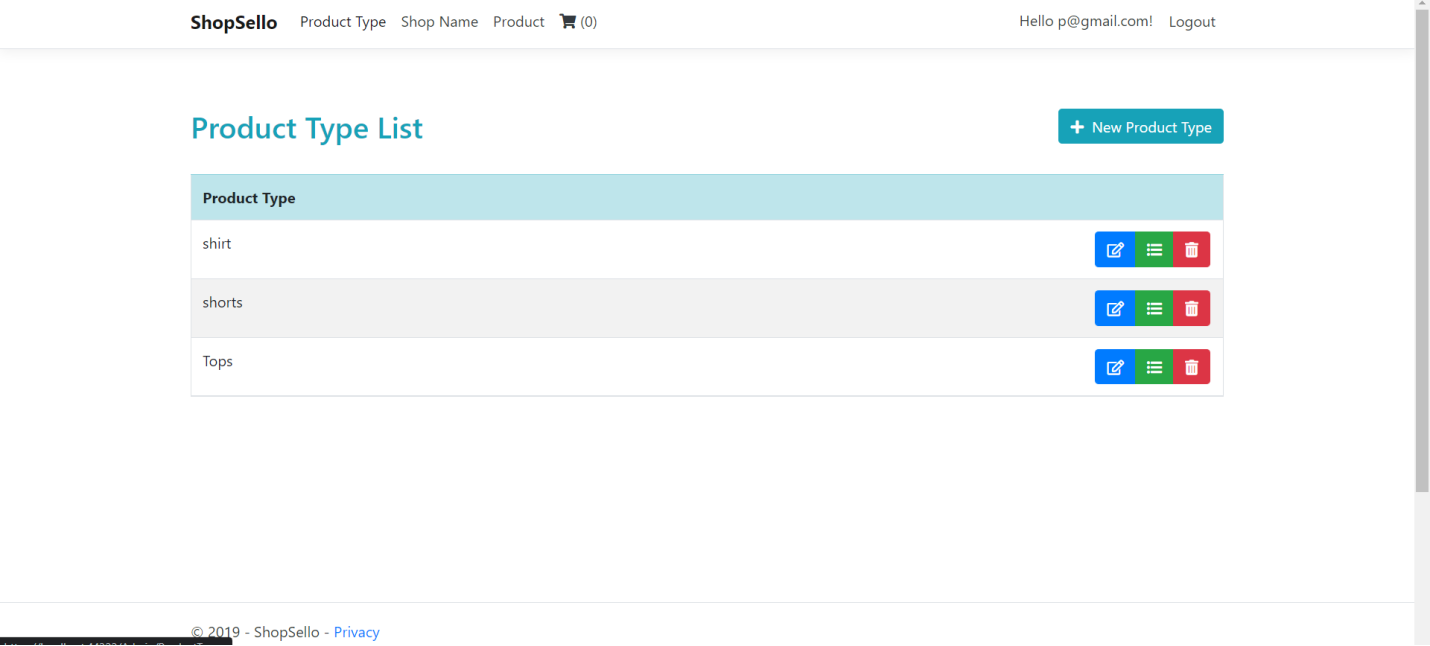 ShopSello Product Type Shop Name Product (0) Hello p@gmail.com! Logout
Product Type List
New Product Type
Product Type
shirt
shorts
Tops
© 2019 - ShopSello - Privacy